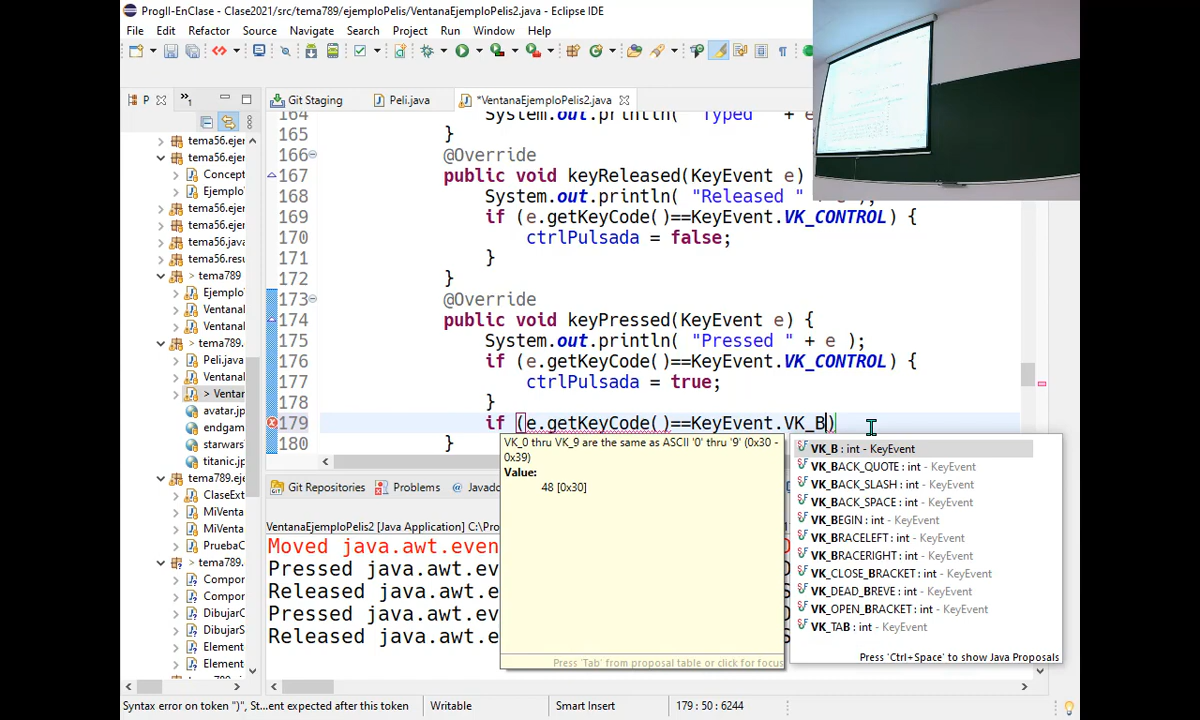 ProgII-EnClase - Clase2021/src/tema789/ejemploPelis/VentanaEjemploPelis2.java - Eclipse IDE
File Edit Refactor Source Navigate Search Project Run Window Help
P
Git Staging
Peli.java
*VentanaEjemploPelis2.java
tema56.ejer
tema56.ejer
Concept
Ejemplo
tema56.ejer
tema56.ejer
tema56.java
tema56.resu
> tema789
Ejemplo
Ventana
Ventana
> tema789.
Peli.java
Ventanal
> Ventar
avatar.jp
endgam
starwars
titanic.jp
tema789.ej
ClaseExt
MiVenta
MiVenta
PruebaC
> tema789.
Compor
Compor
DibujarC
DibujarS
Element
Element
164 System.out.println( "Typed " + e
165 }
166 @Override
167 public void keyReleased(KeyEvent e)
168 System.out.println( "Released " + e );
169 if (e.getKeyCode()==KeyEvent.VK_CONTROL) {
170 ctrlPulsada = false;
171 }
172 }
173 @Override
174 public void keyPressed(KeyEvent e) {
175 System.out.println( "Pressed " + e );
176 if (e.getKeyCode()==KeyEvent.VK_CONTROL) {
177 ctrlPulsada = true;
178 }
179 if (e.getKeyCode()==KeyEvent.VK_B)
180 }
VK_0 thru VK_9 are the same as ASCII '0' thru '9' (0x30 -
0x39)
Value:
48 [0x30]
Press 'Tab' from proposal table or click for focus
VK_B : int - KeyEvent
VK_BACK_QUOTE : int - KeyEvent
VK_BACK_SLASH : int - KeyEvent
VK_BACK_SPACE : int - KeyEvent
VK_BEGIN : int - KeyEvent
VK_BRACELEFT : int - KeyEvent
VK_BRACERIGHT : int - KeyEvent
VK_CLOSE_BRACKET : int - KeyEvent
VK_DEAD_BREVE : int - KeyEvent
VK_OPEN_BRACKET : int - KeyEvent
VK_TAB : int - KeyEvent
Press 'Ctrl+Space' to show Java Proposals
Git Repositories
Problems
@ Javado
VentanaEjemploPelis2 [Java Application] C:\Pro
Moved java.awt.even
Pressed java.awt.ev
Released java.awt.e
Pressed java.awt.ev
Released java.awt.e
Syntax error on token ")", St...ent expected after this token
Writable
Smart Insert
179 : 50 : 6244